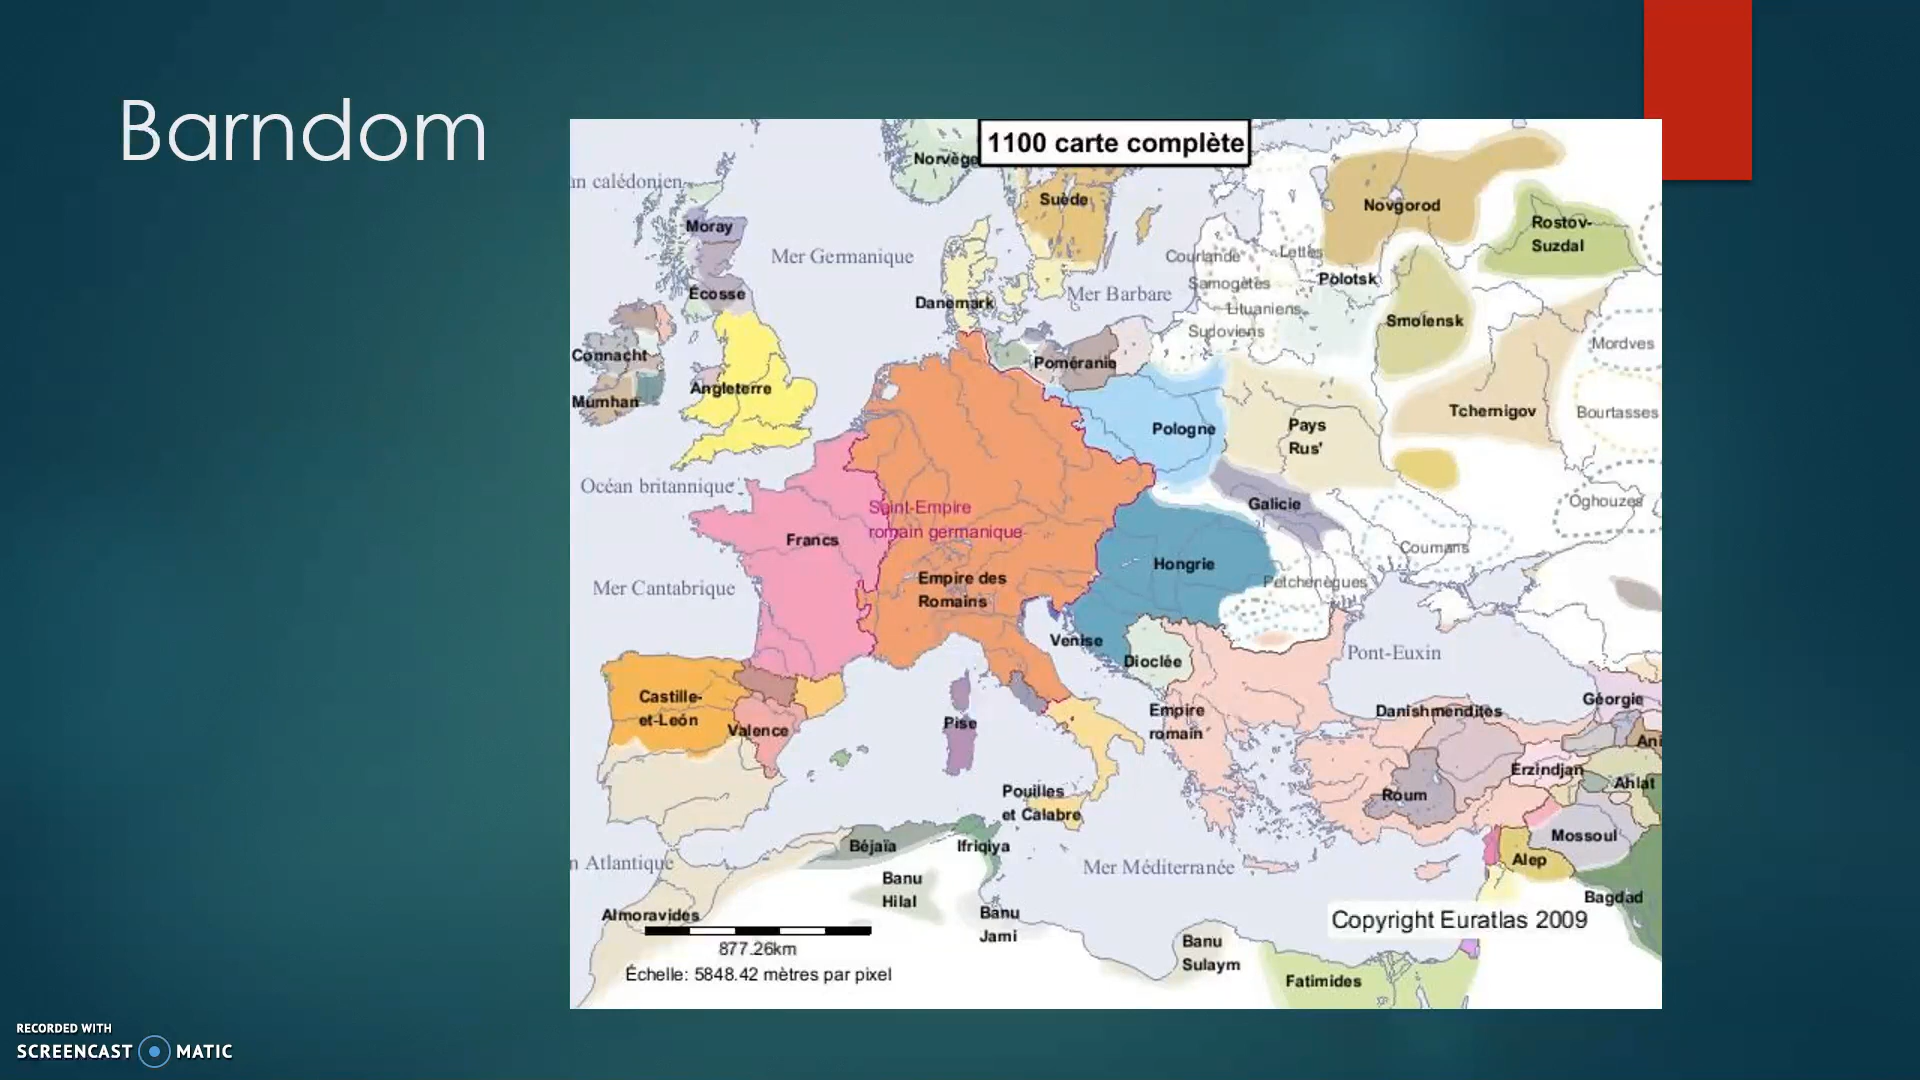 Barndom
1100 carte complète
Norvège
an calédonien
Suède
Novgorod
Rostov-
Suzdal
Moray
Mer Germanique
Courlande
Lettes
Samogètes
Polotsk
Écosse
Danemark
Mer Barbare
Lituaniens
Smolensk
Sudoviens
Mordves
Connacht
Poméranie
Angleterre
Mumhan
Tchernigov
Bourtasses
Pologne
Pays
Rus'
Océan britannique
Saint-Empire
romain germanique
Galicie
Oghouzes
Francs
Coumans
Hongrie
Petchenègues
Mer Cantabrique
Empire des
Romains
Venise
Dioclée
Pont-Euxin
Castille-
et-León
Valence
Pise
Empire
romain
Danishmendites
Géorgie
Ani
Erzindjan
Ahlat
Pouilles
et Calabre
Roum
Mossoul
Béjaïa
Ifriqiya
Alep
n Atlantique
Mer Méditerranée
Banu
Hilal
Bagdad
Almoravides
Banu
Jami
Copyright Euratlas 2009
877.26km
Banu
Sulaym
Échelle: 5848.42 mètres par pixel
Fatimides
RECORDED WITH
SCREENCAST MATIC